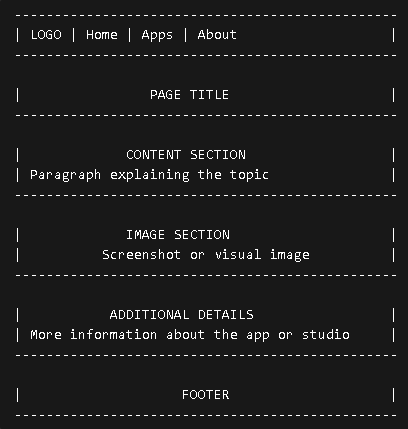 ------------------------------------------------
| LOGO | Home | Apps | About                   |
------------------------------------------------
|                PAGE TITLE                    |
------------------------------------------------
|             CONTENT SECTION                  |
| Paragraph explaining the topic               |
------------------------------------------------
|             IMAGE SECTION                    |
|          Screenshot or visual image          |
------------------------------------------------
|           ADDITIONAL DETAILS                 |
| More information about the app or studio     |
------------------------------------------------
|                    FOOTER                    |
------------------------------------------------